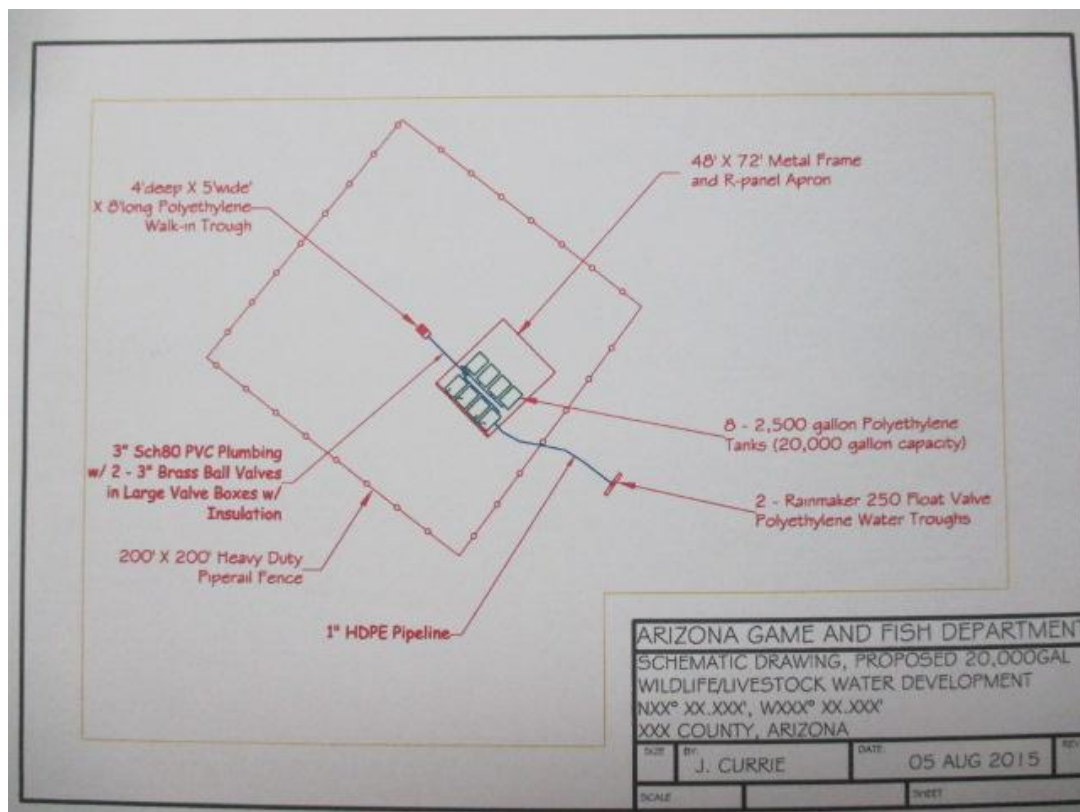 4'deep X 5'wide'
X 8'long Polyethylene
Walk-in Trough
48' X 72' Metal Frame
and R-panel Apron
3" Sch80 PVC Plumbing
w/ 2 - 3" Brass Ball Valves
in Large Valve Boxes w/
Insulation
8 - 2,500 gallon Polyethylene
Tanks (20,000 gallon capacity)
2 - Rainmaker 250 Float Valve
Polyethylene Water Troughs
200' X 200' Heavy Duty
Piperail Fence
1" HDPE Pipeline
ARIZONA GAME AND FISH DEPARTMENT
SCHEMATIC DRAWING, PROPOSED 20,000GAL
WILDLIFE/LIVESTOCK WATER DEVELOPMENT
NXX° XX.XXX', WXXX° XX.XXX'
XXX COUNTY, ARIZONA
SIZE BY: DATE: REV
J. CURRIE 05 AUG 2015
SCALE SHEET